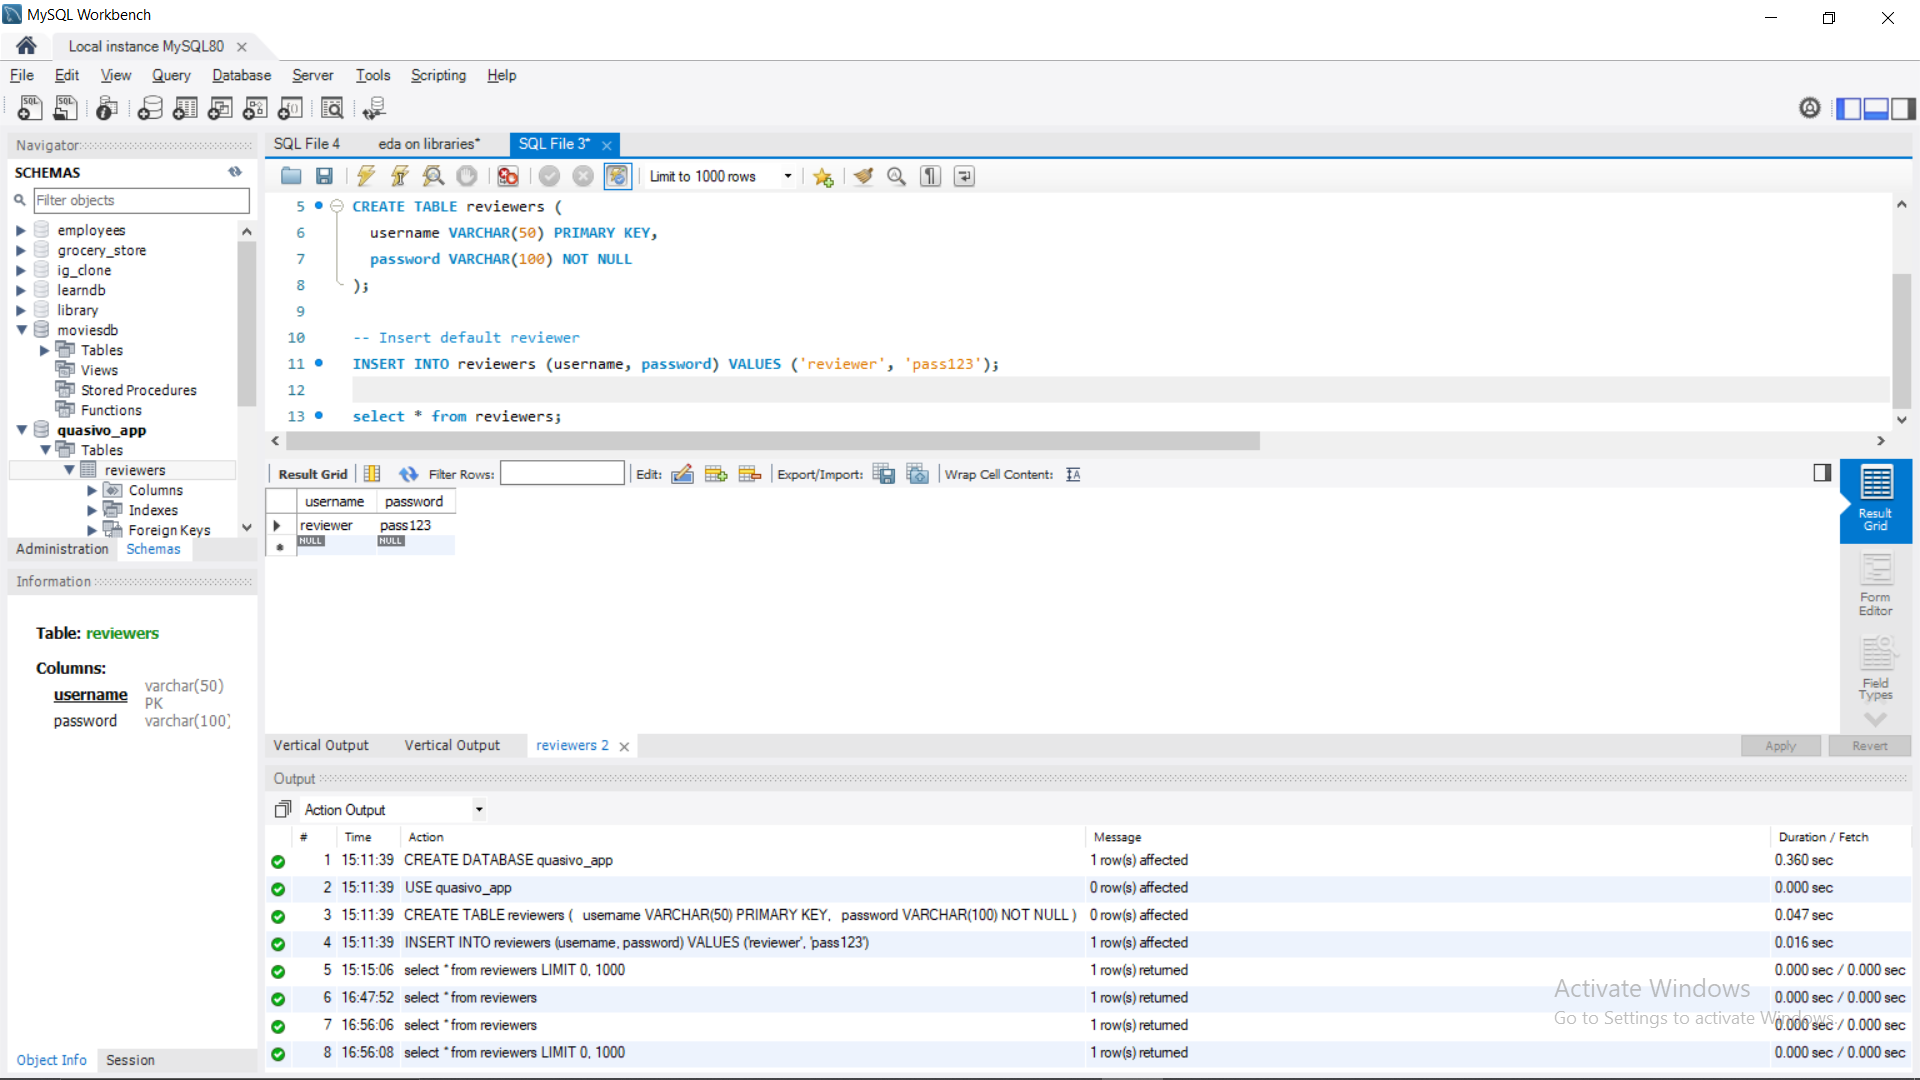 MySQL Workbench
Local instance MySQL80
File Edit View Query Database Server Tools Scripting Help
Navigator
SCHEMAS
Filter objects
employees
grocery_store
ig_clone
learndb
library
moviesdb
Tables
Views
Stored Procedures
Functions
quasivo_app
Tables
reviewers
Columns
Indexes
Foreign Keys
Administration Schemas
Information
Table: reviewers
Columns:
username varchar(50) PK
password varchar(100)
Object Info Session
SQL File 4 eda on libraries* SQL File 3*
Limit to 1000 rows
5 CREATE TABLE reviewers (
6 username VARCHAR(50) PRIMARY KEY,
7 password VARCHAR(100) NOT NULL
8 );
9
10 -- Insert default reviewer
11 INSERT INTO reviewers (username, password) VALUES ('reviewer', 'pass123');
12
13 select * from reviewers;
Result Grid Filter Rows: Edit: Export/Import: Wrap Cell Content:
username password
reviewer pass123
NULL NULL
Result Grid
Form Editor
Field Types
Vertical Output Vertical Output reviewers 2 Apply Revert
Output
Action Output
# Time Action Message Duration / Fetch
1 15:11:39 CREATE DATABASE quasivo_app 1 row(s) affected 0.360 sec
2 15:11:39 USE quasivo_app 0 row(s) affected 0.000 sec
3 15:11:39 CREATE TABLE reviewers ( username VARCHAR(50) PRIMARY KEY, password VARCHAR(100) NOT NULL ) 0 row(s) affected 0.047 sec
4 15:11:39 INSERT INTO reviewers (username, password) VALUES ('reviewer', 'pass123') 1 row(s) affected 0.016 sec
5 15:15:06 select * from reviewers LIMIT 0, 1000 1 row(s) returned 0.000 sec / 0.000 sec
6 16:47:52 select * from reviewers 1 row(s) returned 0.000 sec / 0.000 sec
7 16:56:06 select * from reviewers 1 row(s) returned 0.000 sec / 0.000 sec
8 16:56:08 select * from reviewers LIMIT 0, 1000 1 row(s) returned 0.000 sec / 0.000 sec
Activate Windows
Go to Settings to activate Windows.